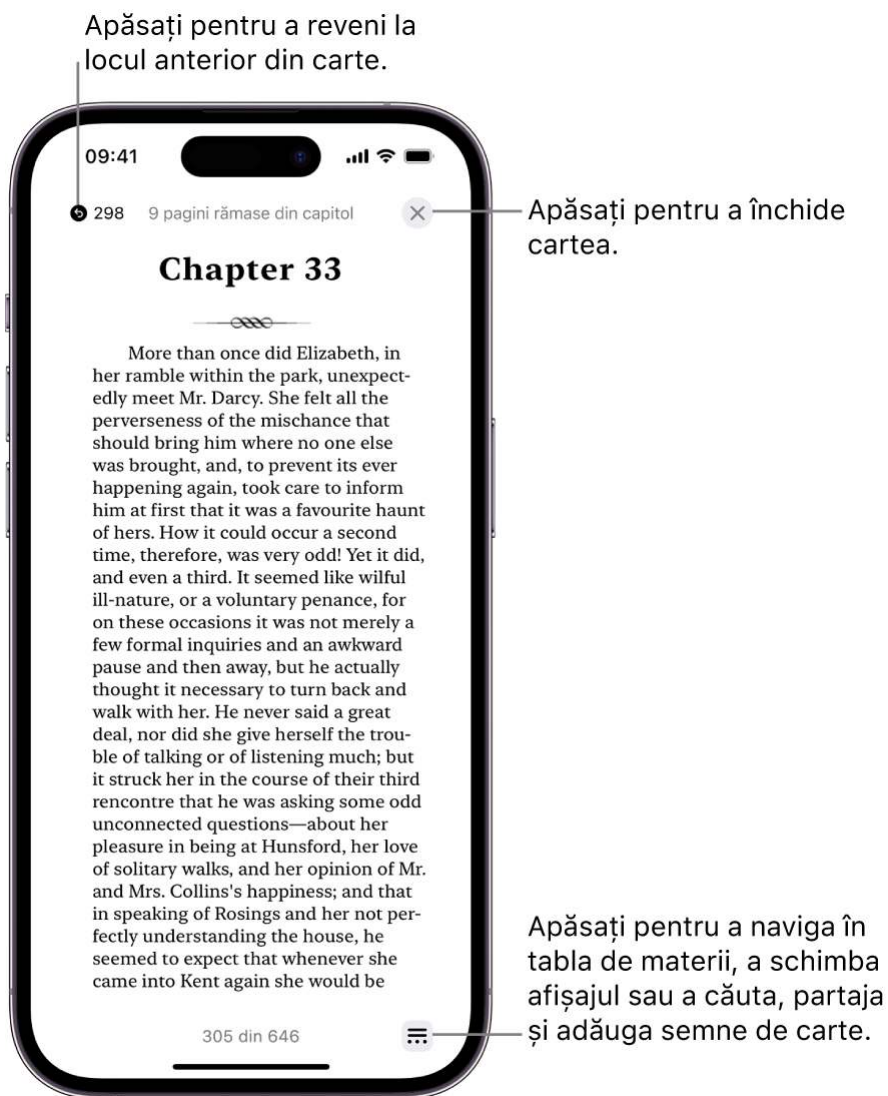 Apăsați pentru a reveni la
locul anterior din carte.
09:41
298 9 pagini rămase din capitol
Apăsați pentru a închide
cartea.
Chapter 33
More than once did Elizabeth, in
her ramble within the park, unexpect-
edly meet Mr. Darcy. She felt all the
perverseness of the mischance that
should bring him where no one else
was brought, and, to prevent its ever
happening again, took care to inform
him at first that it was a favourite haunt
of hers. How it could occur a second
time, therefore, was very odd! Yet it did,
and even a third. It seemed like wilful
ill-nature, or a voluntary penance, for
on these occasions it was not merely a
few formal inquiries and an awkward
pause and then away, but he actually
thought it necessary to turn back and
walk with her. He never said a great
deal, nor did she give herself the trou-
ble of talking or of listening much; but
it struck her in the course of their third
rencontre that he was asking some odd
unconnected questions—about her
pleasure in being at Hunsford, her love
of solitary walks, and her opinion of Mr.
and Mrs. Collins's happiness; and that
in speaking of Rosings and her not per-
fectly understanding the house, he
seemed to expect that whenever she
came into Kent again she would be
305 din 646
Apăsați pentru a naviga în
tabla de materii, a schimba
afișajul sau a căuta, partaja
și adăuga semne de carte.